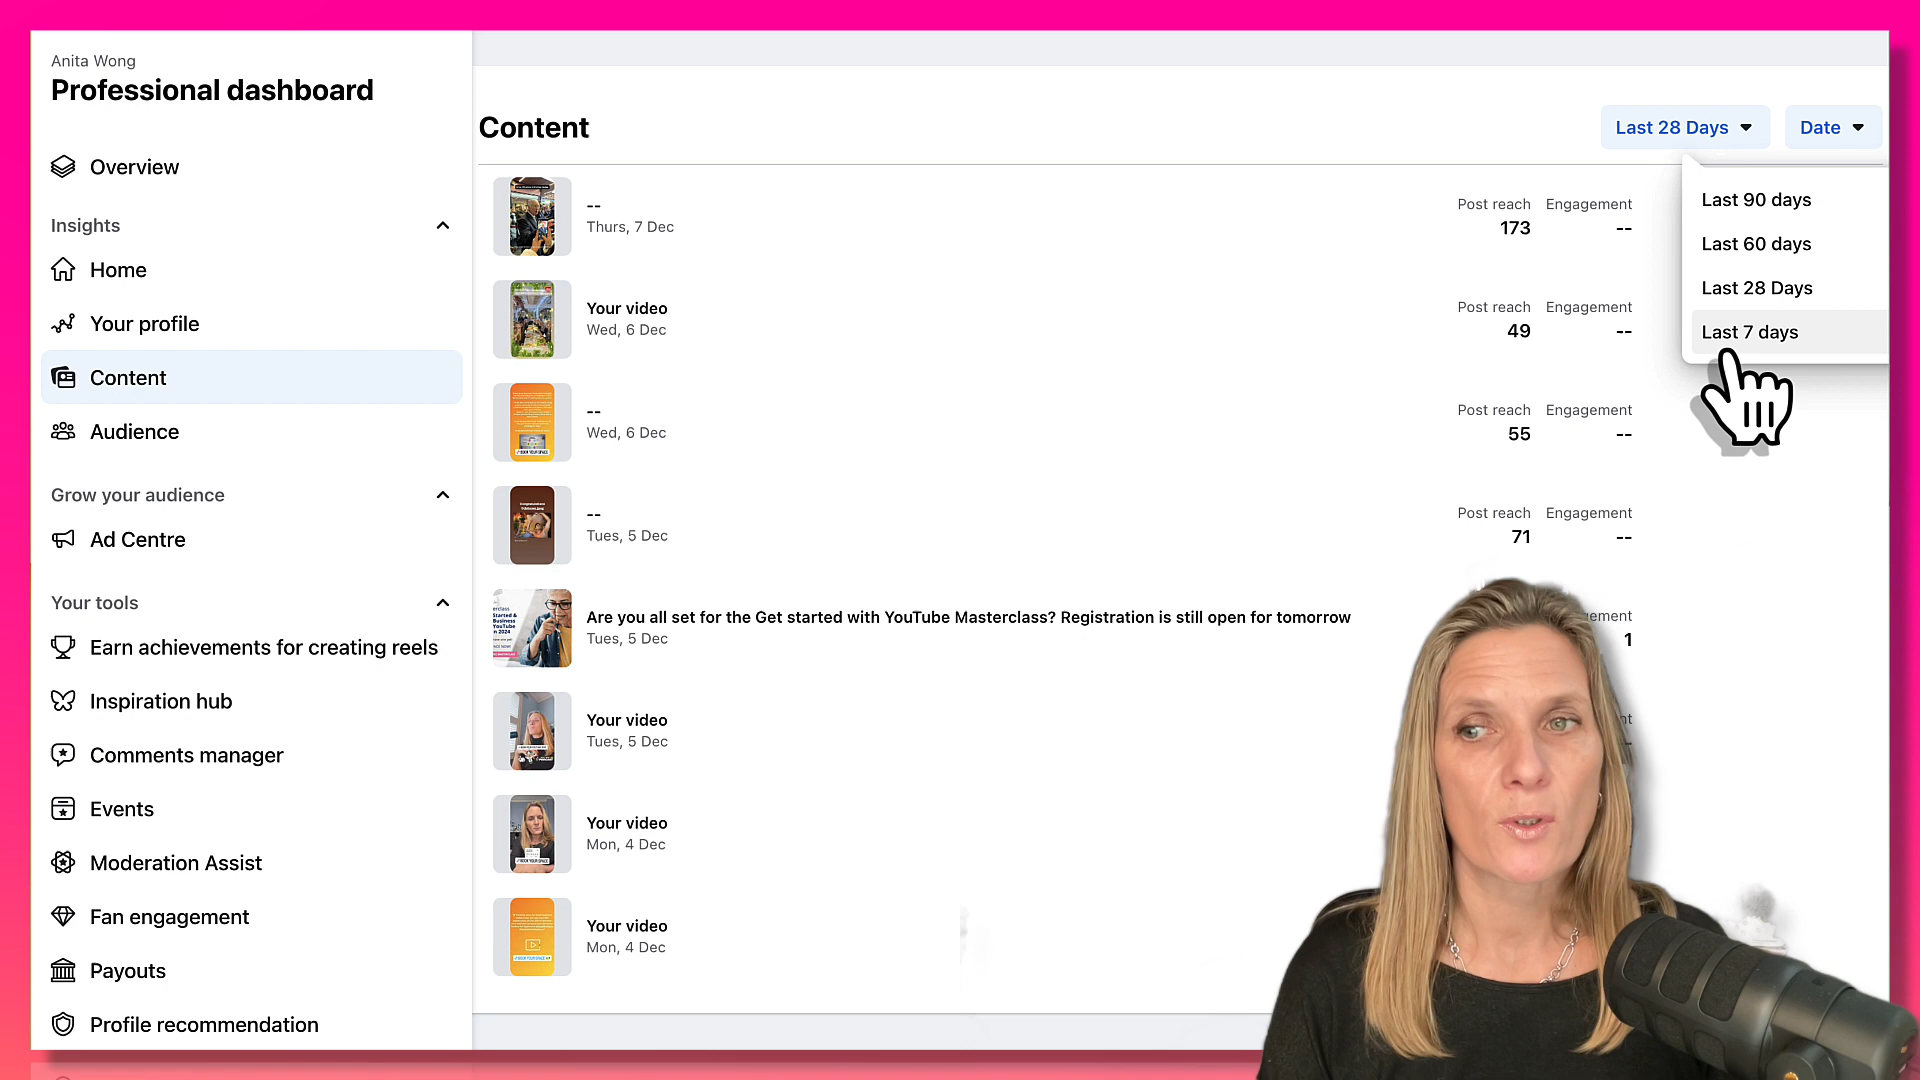 Anita Wong
Professional dashboard
Overview
Insights
Home
Your profile
Content
Audience
Grow your audience
Ad Centre
Your tools
Earn achievements for creating reels
Inspiration hub
Comments manager
Events
Moderation Assist
Fan engagement
Payouts
Profile recommendation
Content
Last 28 Days
Date
Last 90 days
Last 60 days
Last 28 Days
Last 7 days
--
Thurs, 7 Dec
Post reach Engagement
173 --
Your video
Wed, 6 Dec
Post reach Engagement
49 --
--
Wed, 6 Dec
Post reach Engagement
55 --
--
Tues, 5 Dec
Post reach Engagement
71 --
Are you all set for the Get started with YouTube Masterclass? Registration is still open for tomorrow
Tues, 5 Dec
1
Your video
Tues, 5 Dec
Your video
Mon, 4 Dec
Your video
Mon, 4 Dec